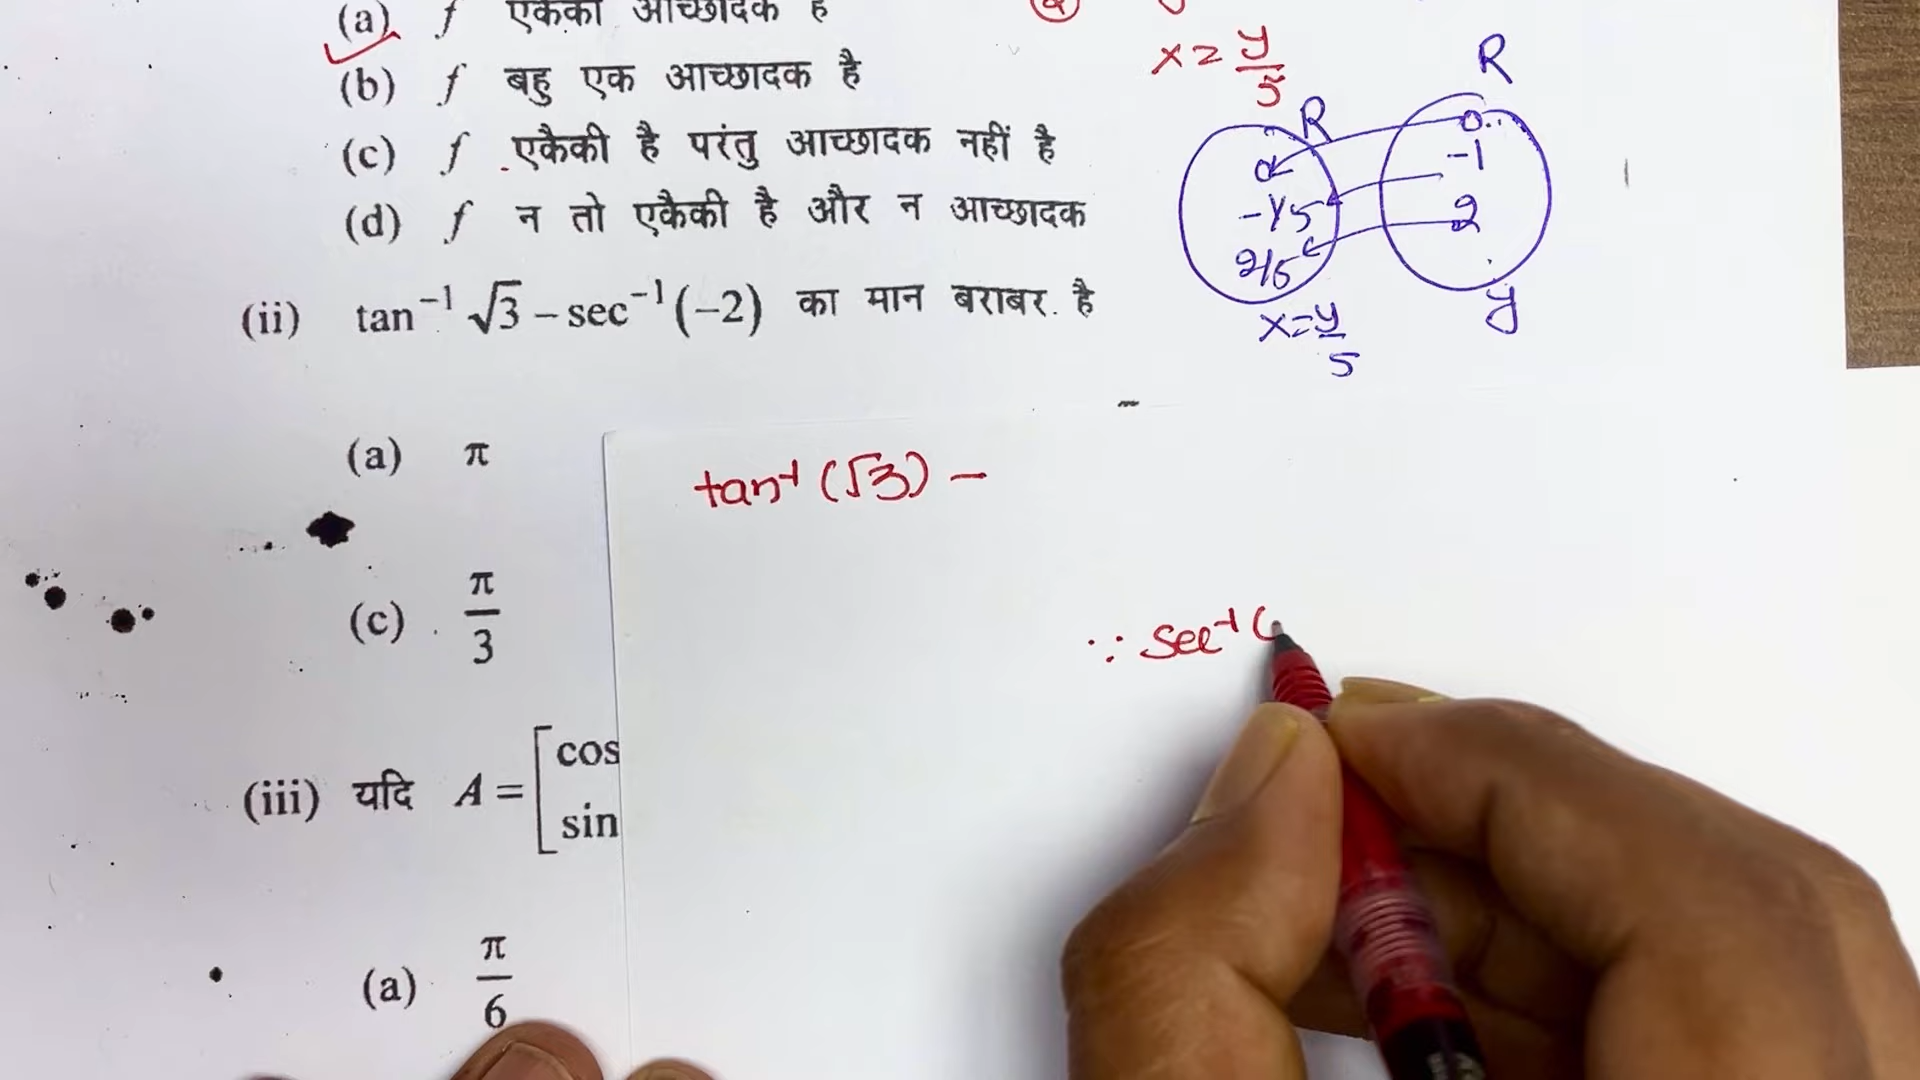 (a) f एकैकी आच्छादक है
(b) f बहु एक आच्छादक है
(c) f एकैकी है परंतु आच्छादक नहीं है
(d) f न तो एकैकी है और न आच्छादक
x = y/5
R R
0
-1
2
-1/5
2/5
x = y/5
y
(ii) tan⁻¹ √3 – sec⁻¹ (–2) का मान बराबर है
(a) π
tan⁻¹ (√3) –
(c) π/3
∵ sec⁻¹ (
(iii) यदि A = [ cos
sin
(a) π/6